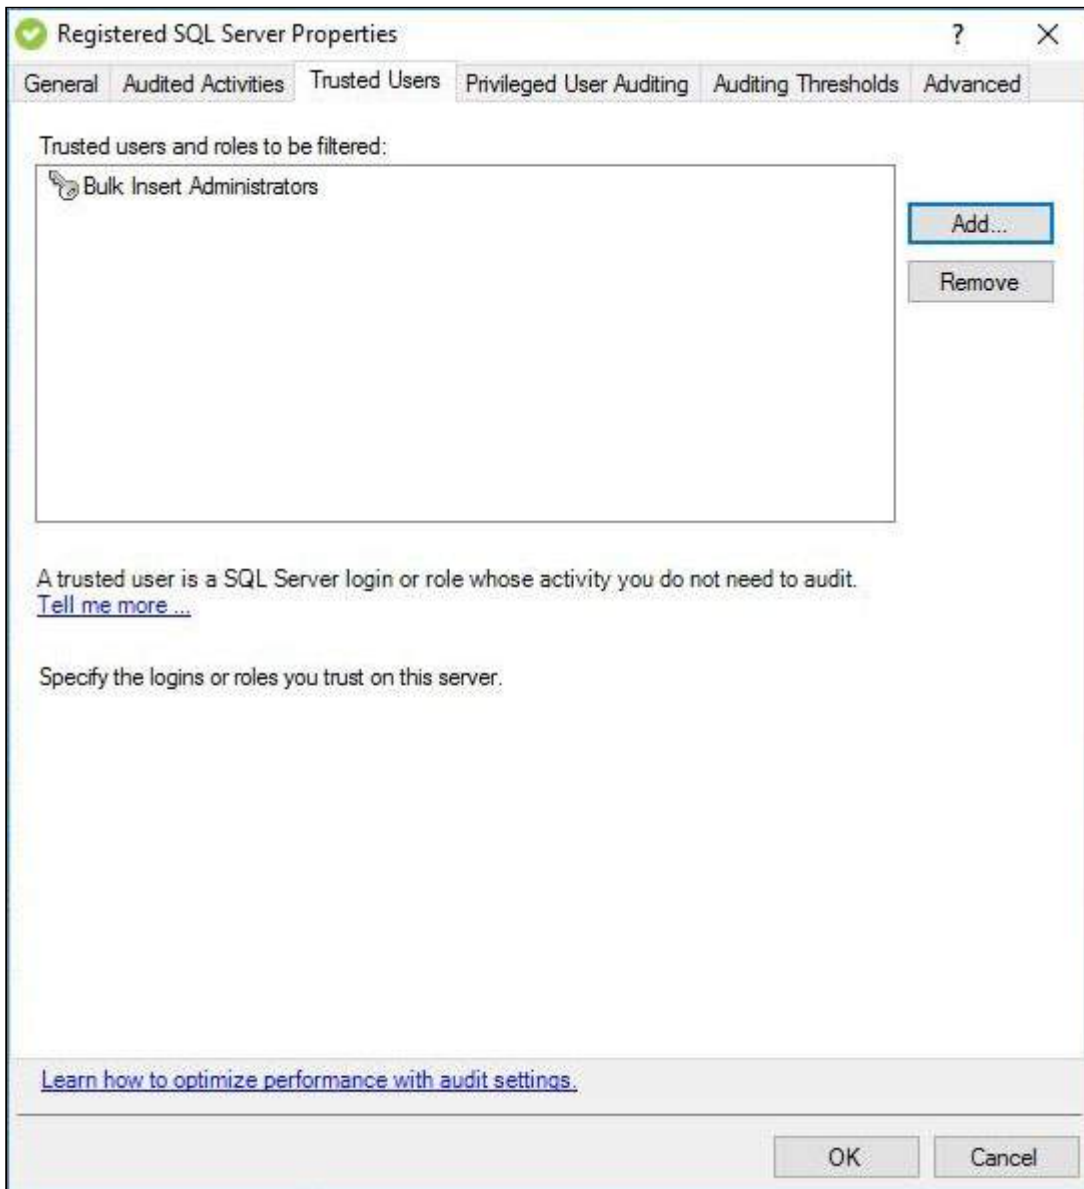 Registered SQL Server Properties
?
General Audited Activities Trusted Users Privileged User Auditing Auditing Thresholds Advanced
Trusted users and roles to be filtered:
Bulk Insert Administrators
Add...
Remove
A trusted user is a SQL Server login or role whose activity you do not need to audit.
Tell me more ...
Specify the logins or roles you trust on this server.
Learn how to optimize performance with audit settings.
OK Cancel